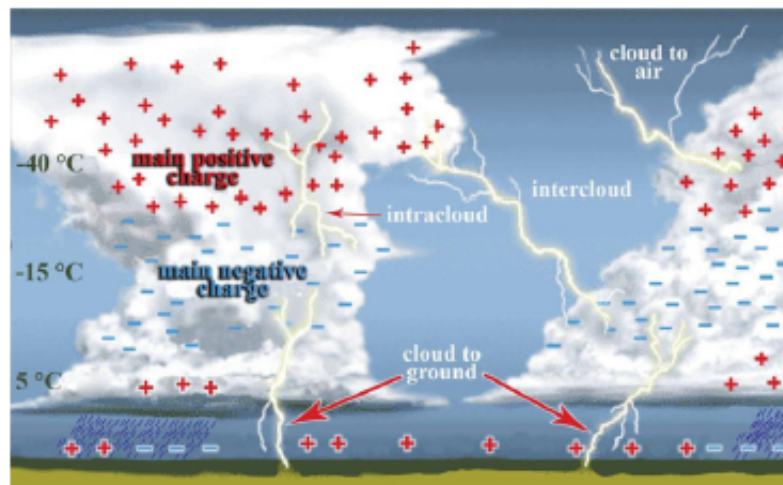 cloud to
air
-40 °C
main positive
charge
intercloud
intracloud
-15 °C
main negative
charge
cloud to
ground
5 °C